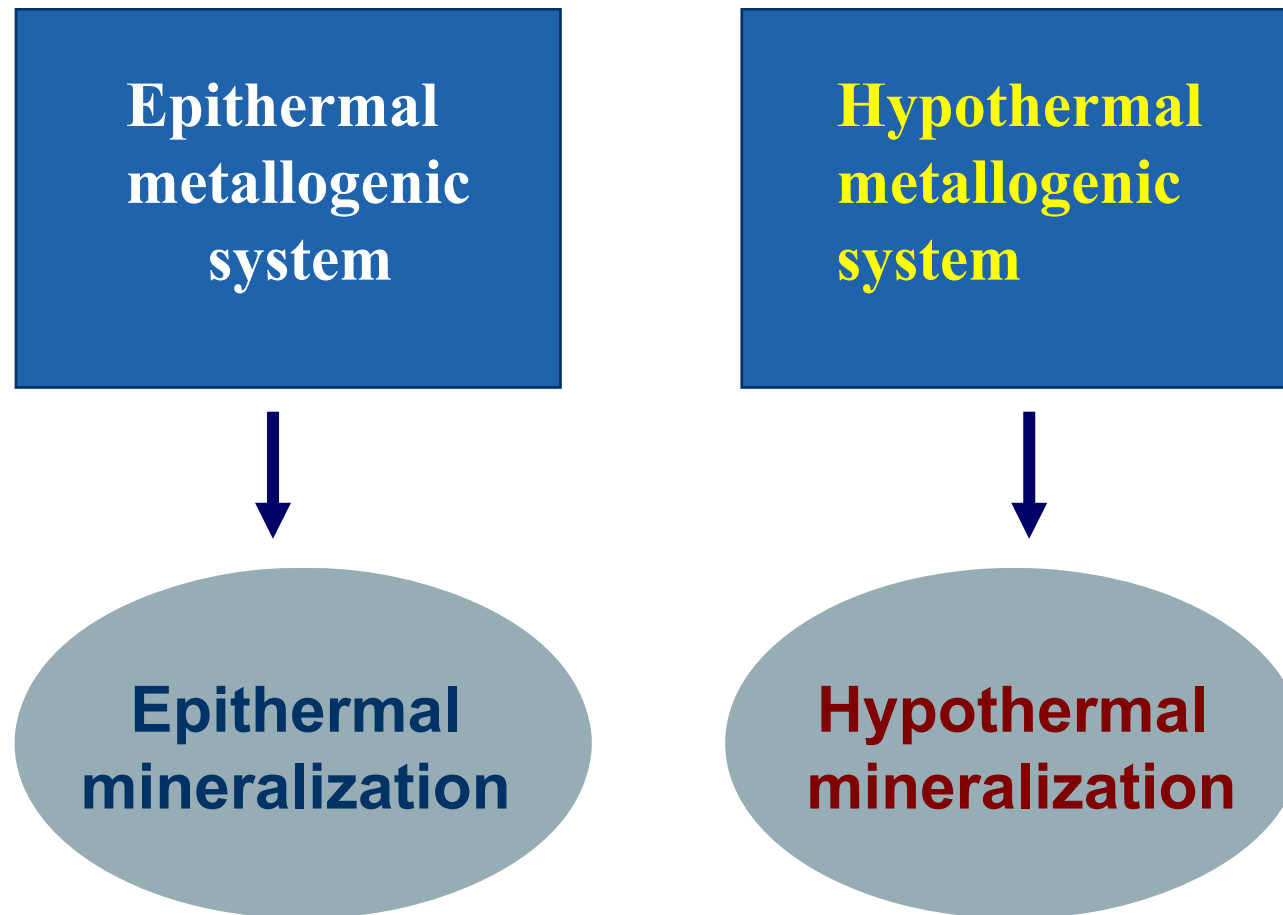 Epithermal
metallogenic
system
Hypothermal
metallogenic
system
Epithermal
mineralization
Hypothermal
mineralization